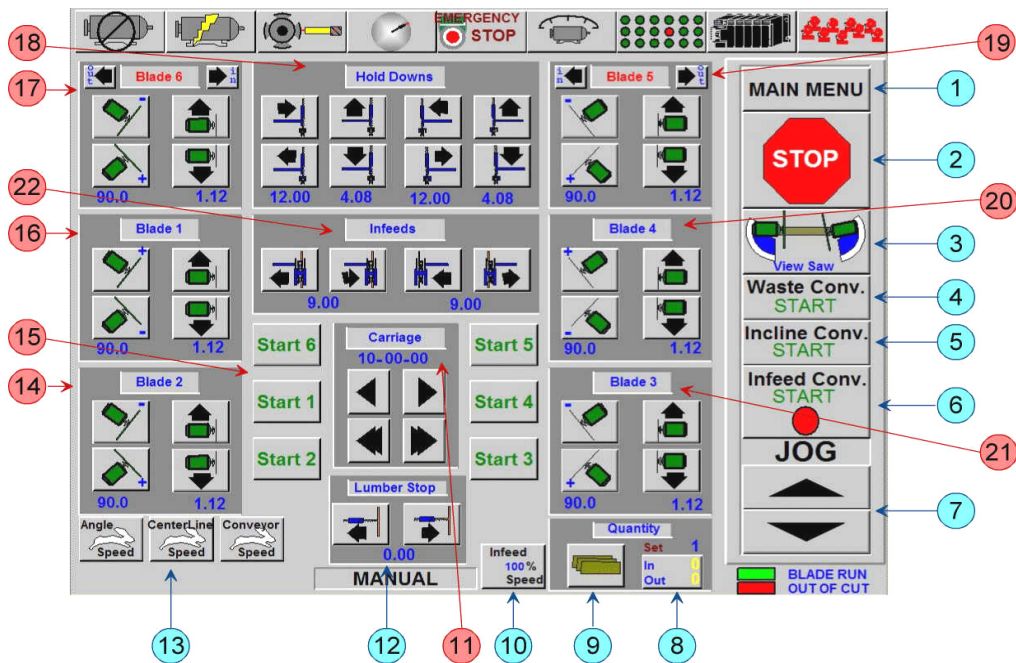 EMERGENCY
STOP
18
19
17
out
Blade 6
in
Hold Downs
in
Blade 5
out
MAIN MENU
1
-
-
STOP
2
+
+
90.0
1.12
12.00
4.08
12.00
4.08
90.0
1.12
22
20
16
Blade 1
Infeeds
Blade 4
+
+
View Saw
3
Waste Conv.
START
4
-
-
9.00
9.00
90.0
1.12
90.0
1.12
Incline Conv.
START
5
15
Start 6
Carriage
10-00-00
Start 5
14
Blade 2
Blade 3
Infeed Conv.
START
6
Start 1
Start 4
-
-
JOG
21
Start 2
Start 3
+
+
Lumber Stop
90.0
1.12
90.0
1.12
7
Angle
Speed
CenterLine
Speed
Conveyor
Speed
0.00
Quantity
Set 1
In 0
Out 0
Infeed
100%
Speed
MANUAL
BLADE RUN
OUT OF CUT
13
12
11
10
9
8